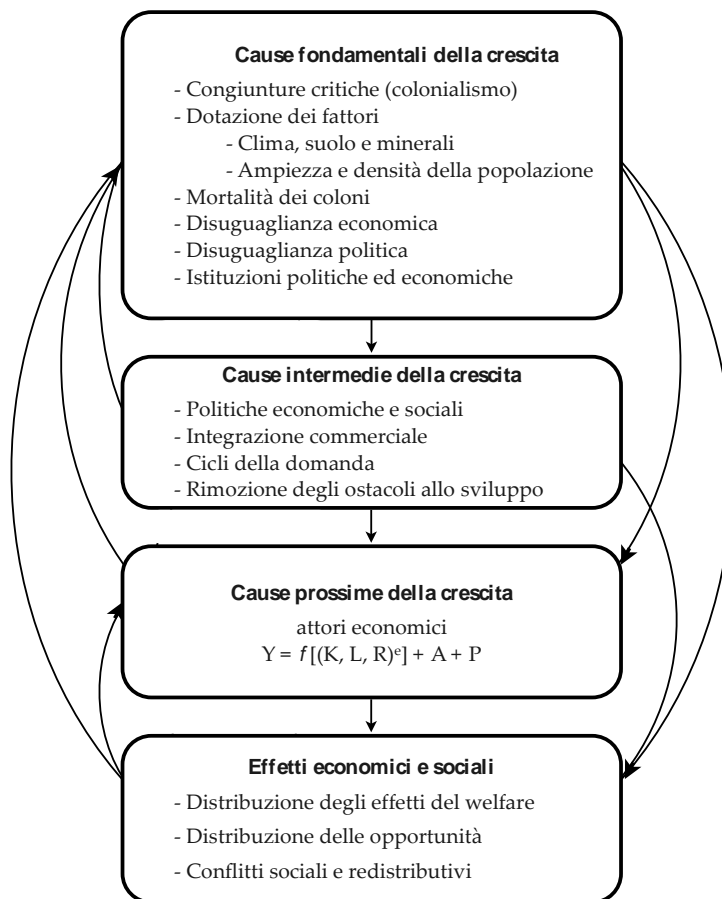 Cause fondamentali della crescita
- Congiunture critiche (colonialismo)
- Dotazione dei fattori
- Clima, suolo e minerali
- Ampiezza e densità della popolazione
- Mortalità dei coloni
- Disuguaglianza economica
- Disuguaglianza politica
- Istituzioni politiche ed economiche
Cause intermedie della crescita
- Politiche economiche e sociali
- Integrazione commerciale
- Cicli della domanda
- Rimozione degli ostacoli allo sviluppo
Cause prossime della crescita
attori economici
Y = f [(K, L, R)ᵉ] + A + P
Effetti economici e sociali
- Distribuzione degli effetti del welfare
- Distribuzione delle opportunità
- Conflitti sociali e redistributivi